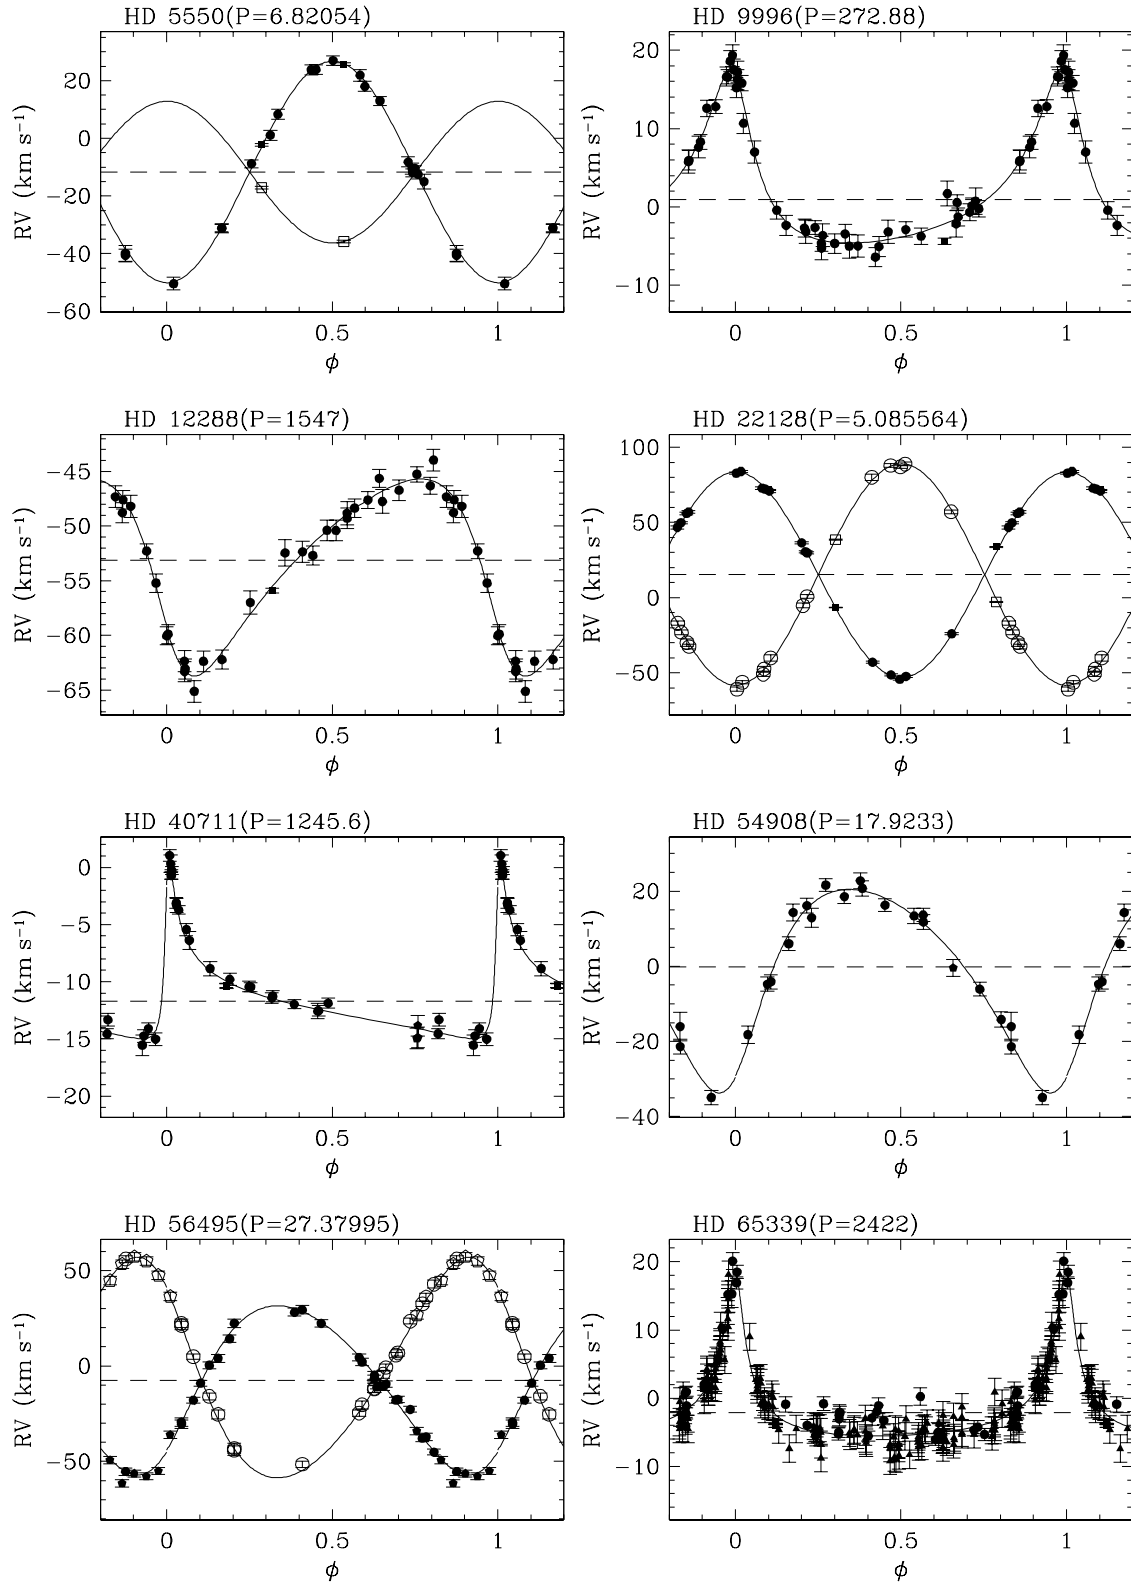 HD 5550(P=6.82054)
RV (km s⁻¹)
20
0
−20
−40
−60
0
0.5
1
ϕ
HD 9996(P=272.88)
RV (km s⁻¹)
20
10
0
−10
0
0.5
1
ϕ
HD 12288(P=1547)
RV (km s⁻¹)
−45
−50
−55
−60
−65
0
0.5
1
ϕ
HD 22128(P=5.085564)
RV (km s⁻¹)
100
50
0
−50
0
0.5
1
ϕ
HD 40711(P=1245.6)
RV (km s⁻¹)
0
−5
−10
−15
−20
0
0.5
1
ϕ
HD 54908(P=17.9233)
RV (km s⁻¹)
20
0
−20
−40
0
0.5
1
ϕ
HD 56495(P=27.37995)
RV (km s⁻¹)
50
0
−50
0
0.5
1
ϕ
HD 65339(P=2422)
RV (km s⁻¹)
20
10
0
−10
0
0.5
1
ϕ